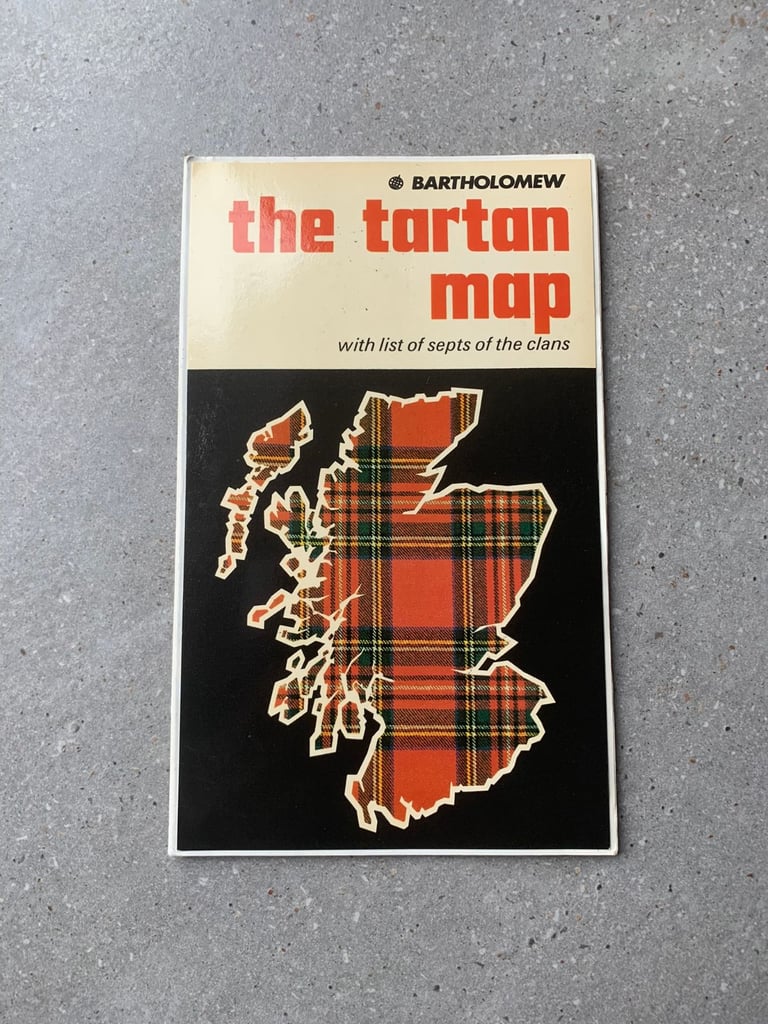 BARTHOLOMEW
the tartan
map
with list of septs of the clans